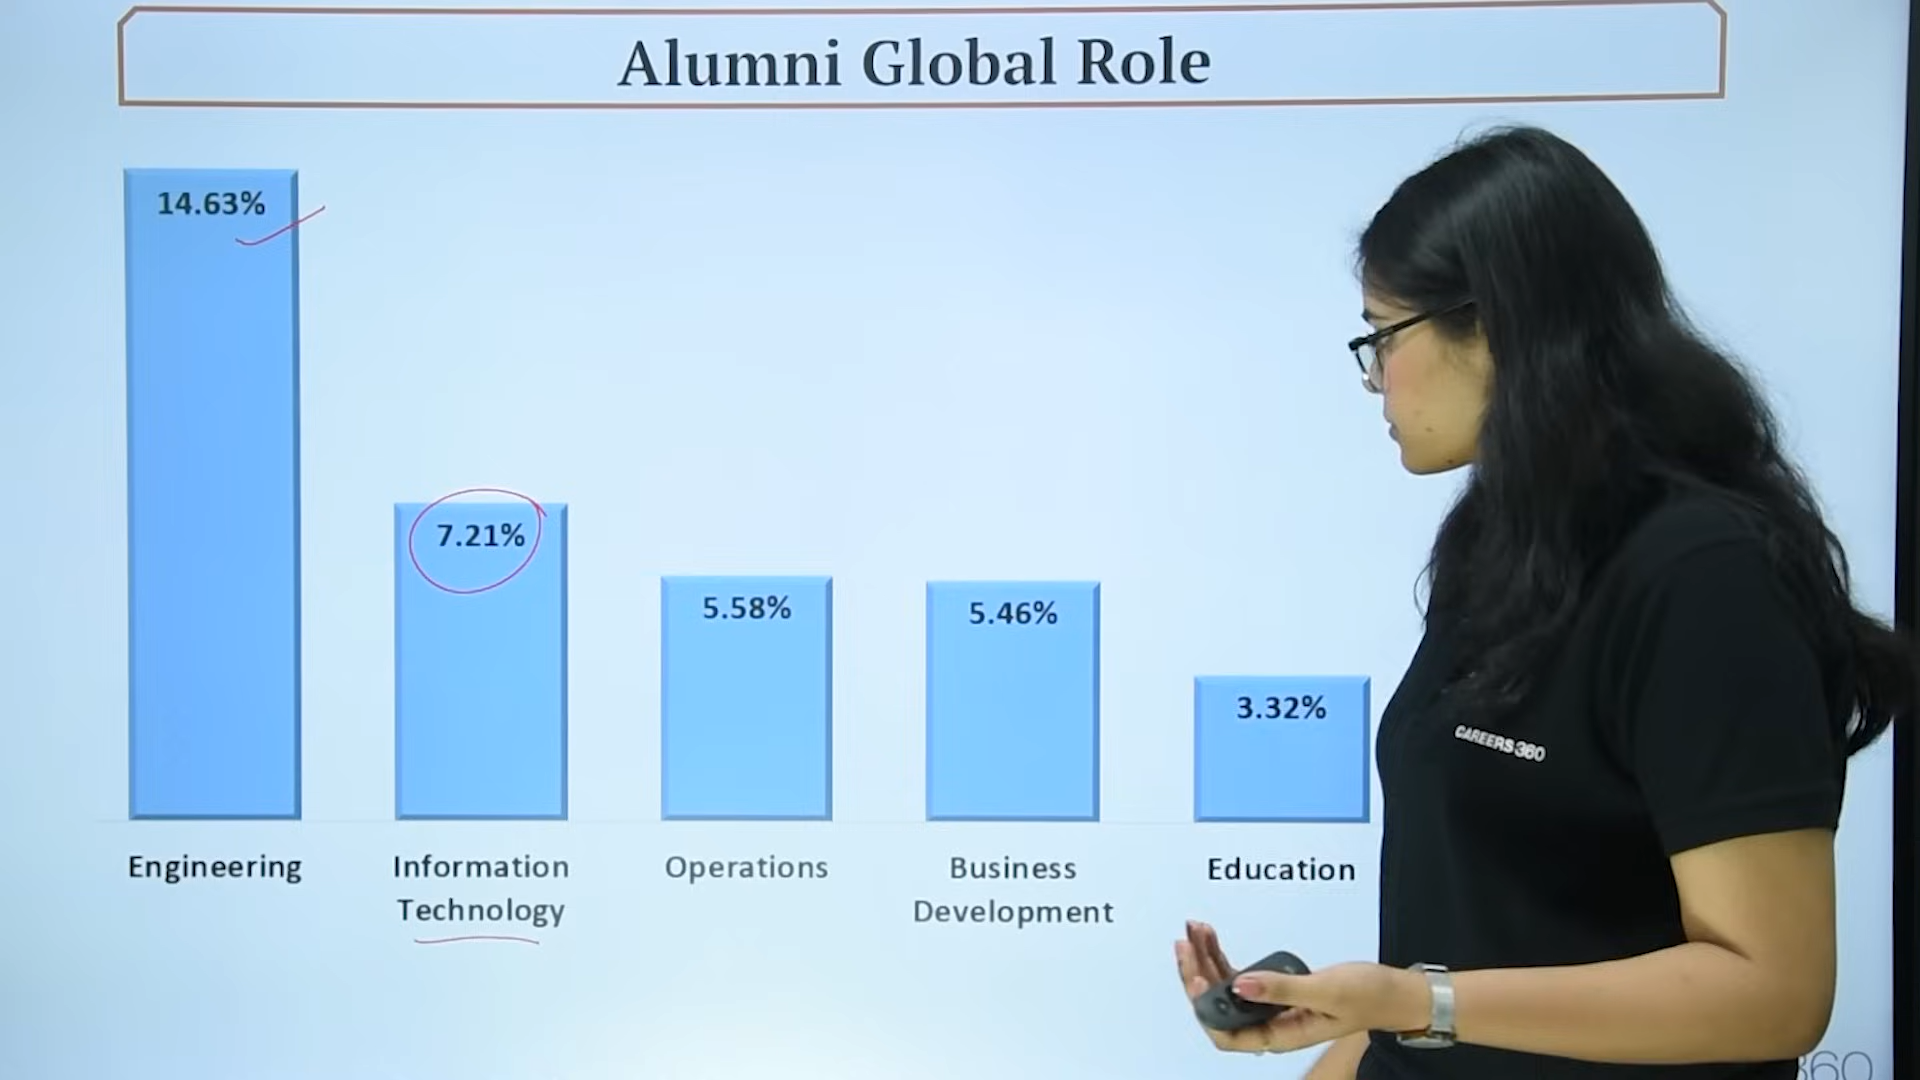 Alumni Global Role
14.63%
7.21%
5.58%
5.46%
3.32%
Engineering
Information
Technology
Operations
Business
Development
Education
CAREERS360
360